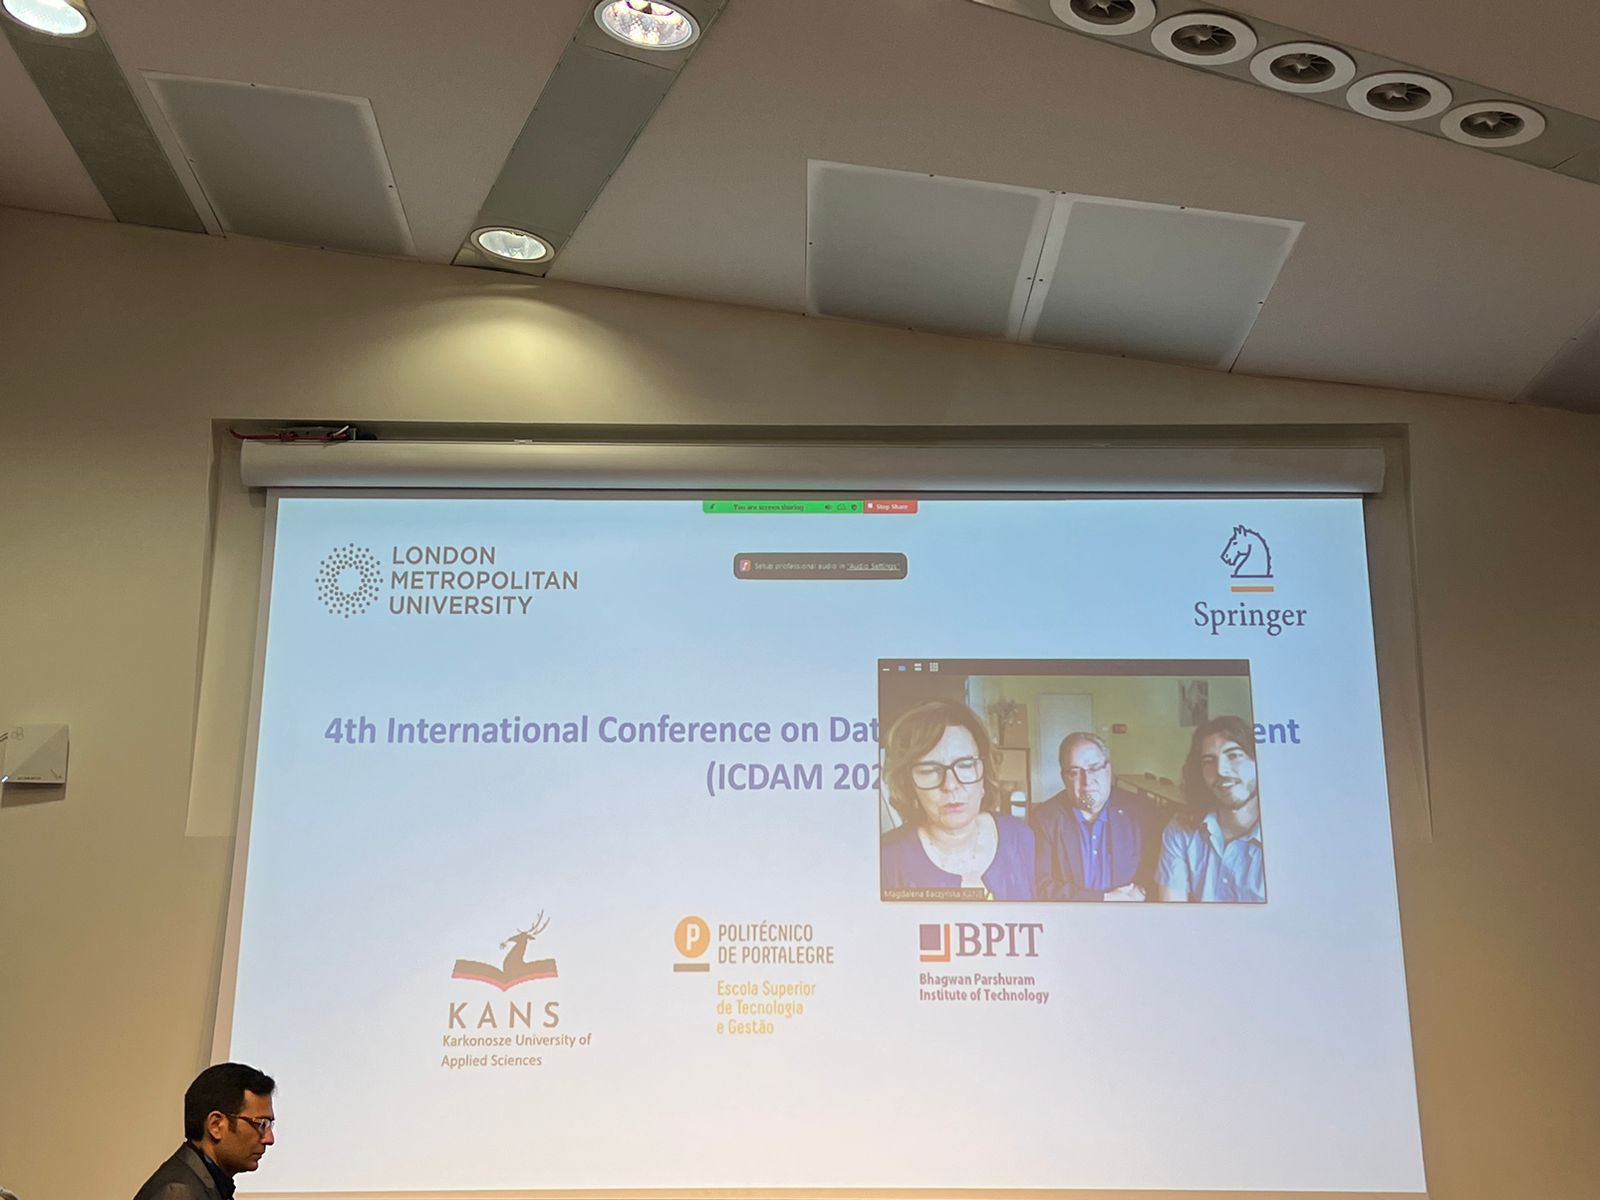 You are screen sharing
Stop Share
Setup professional audio in "Audio Settings"
LONDON
METROPOLITAN
UNIVERSITY
Springer
4th International Conference on Dat ent
(ICDAM 202
Magdalena Baczyńska KANS
KANS
Karkonosze University of
Applied Sciences
P
POLITÉCNICO
DE PORTALEGRE
Escola Superior
de Tecnologia
e Gestão
BPIT
Bhagwan Parshuram
Institute of Technology